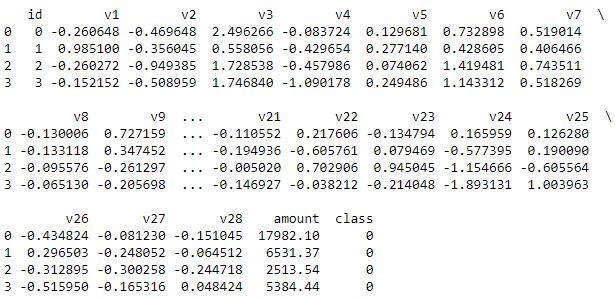 id        v1        v2        v3        v4        v5        v6        v7  \
0   0 -0.260648 -0.469648  2.496266 -0.083724  0.129681  0.732898  0.519014
1   1  0.985100 -0.356045  0.558056 -0.429654  0.277140  0.428605  0.406466
2   2 -0.260272 -0.949385  1.728538 -0.457986  0.074062  1.419481  0.743511
3   3 -0.152152 -0.508959  1.746840 -1.090178  0.249486  1.143312  0.518269

         v8        v9  ...       v21       v22       v23       v24       v25  \
0 -0.130006  0.727159  ... -0.110552  0.217606 -0.134794  0.165959  0.126280
1 -0.133118  0.347452  ... -0.194936 -0.605761  0.079469 -0.577395  0.190090
2 -0.095576 -0.261297  ... -0.005020  0.702906  0.945045 -1.154666 -0.605564
3 -0.065130 -0.205698  ... -0.146927 -0.038212 -0.214048 -1.893131  1.003963

        v26       v27       v28    amount  class
0 -0.434824 -0.081230 -0.151045  17982.10      0
1  0.296503 -0.248052 -0.064512   6531.37      0
2 -0.312895 -0.300258 -0.244718   2513.54      0
3 -0.515950 -0.165316  0.048424   5384.44      0